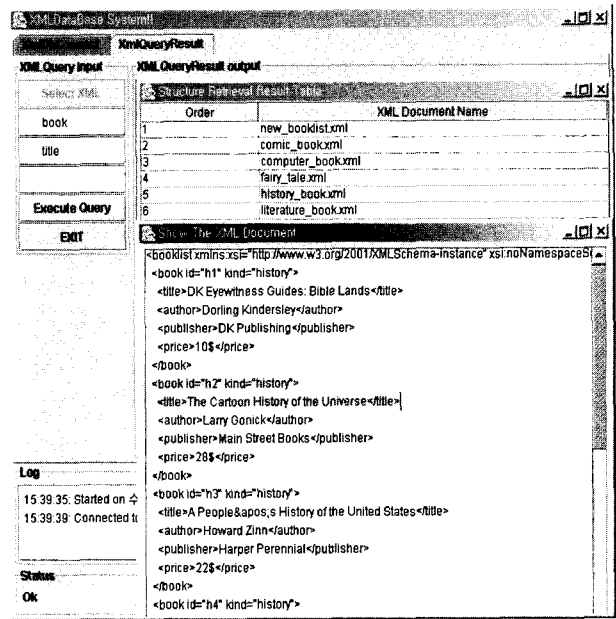 XMLDataBase System!!
XmlQueryResult
XML Query Input
XMLQueryResult output
Select XML
book
title
Execute Query
EXIT
Structure Retrieval Result Table
Order XML Document Name
1 new_booklist.xml
2 comic_book.xml
3 computer_book.xml
4 fairy_tale.xml
5 history_book.xml
6 literature_book.xml
Show The XML Document
<booklist xmlns:xsi="http://www.w3.org/2001/XMLSchema-instance" xsi:noNamespaceS
<book id="h1" kind="history">
<title>DK Eyewitness Guides: Bible Lands</title>
<author>Dorling Kindersley</author>
<publisher>DK Publishing</publisher>
<price>10$</price>
</book>
<book id="h2" kind="history">
<title>The Cartoon History of the Universe</title>
<author>Larry Gonick</author>
<publisher>Main Street Books</publisher>
<price>28$</price>
</book>
<book id="h3" kind="history">
<title>A People&apos;s History of the United States</title>
<author>Howard Zinn</author>
<publisher>Harper Perennial</publisher>
<price>22$</price>
</book>
<book id="h4" kind="history">
Log
15:39:35: Started on 수
15:39:39: Connected to
Status
Ok